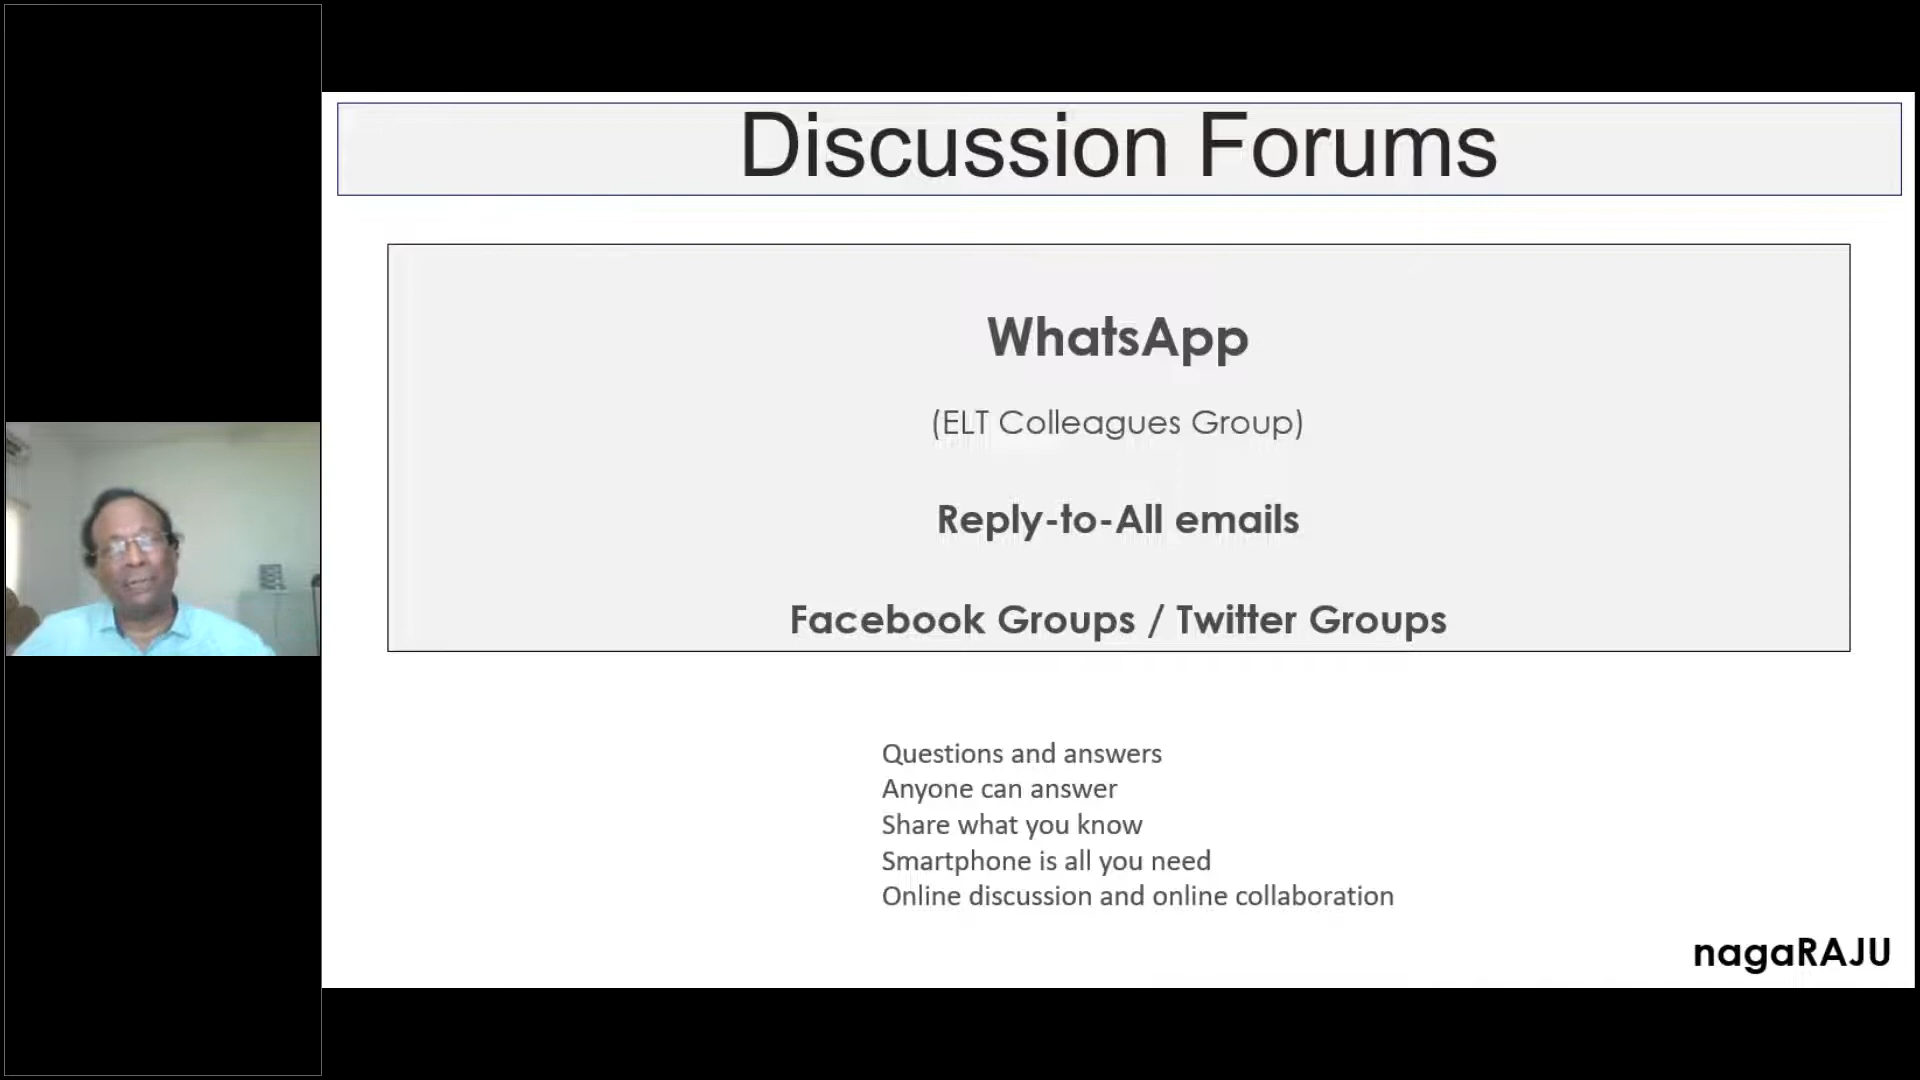 Discussion Forums
WhatsApp
(ELT Colleagues Group)
Reply-to-All emails
Facebook Groups / Twitter Groups
Questions and answers
Anyone can answer
Share what you know
Smartphone is all you need
Online discussion and online collaboration
nagaRAJU